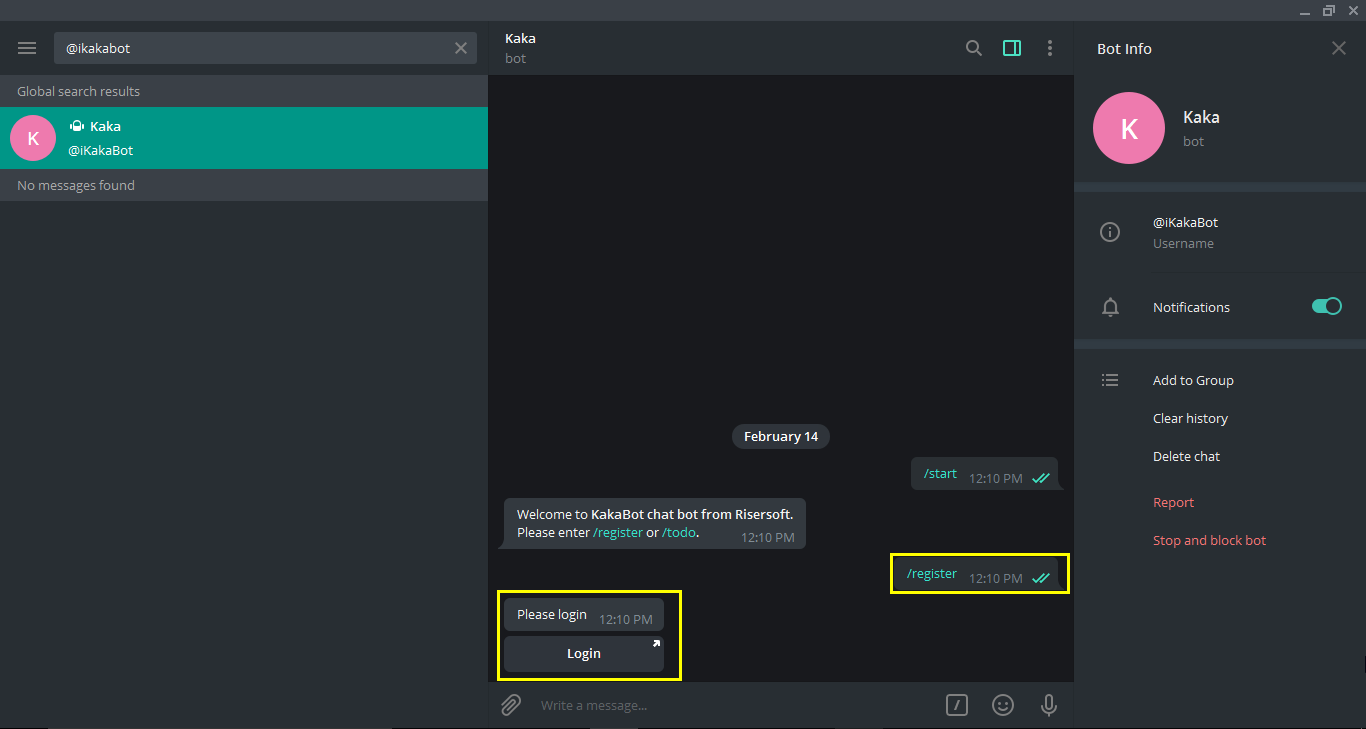 @ikakabot
Global search results
K
Kaka
@iKakaBot
No messages found
Kaka
bot
February 14
/start 12:10 PM
Welcome to KakaBot chat bot from Risersoft.
Please enter /register or /todo. 12:10 PM
/register 12:10 PM
Please login 12:10 PM
Login
Write a message...
Bot Info
K
Kaka
bot
@iKakaBot
Username
Notifications
Add to Group
Clear history
Delete chat
Report
Stop and block bot